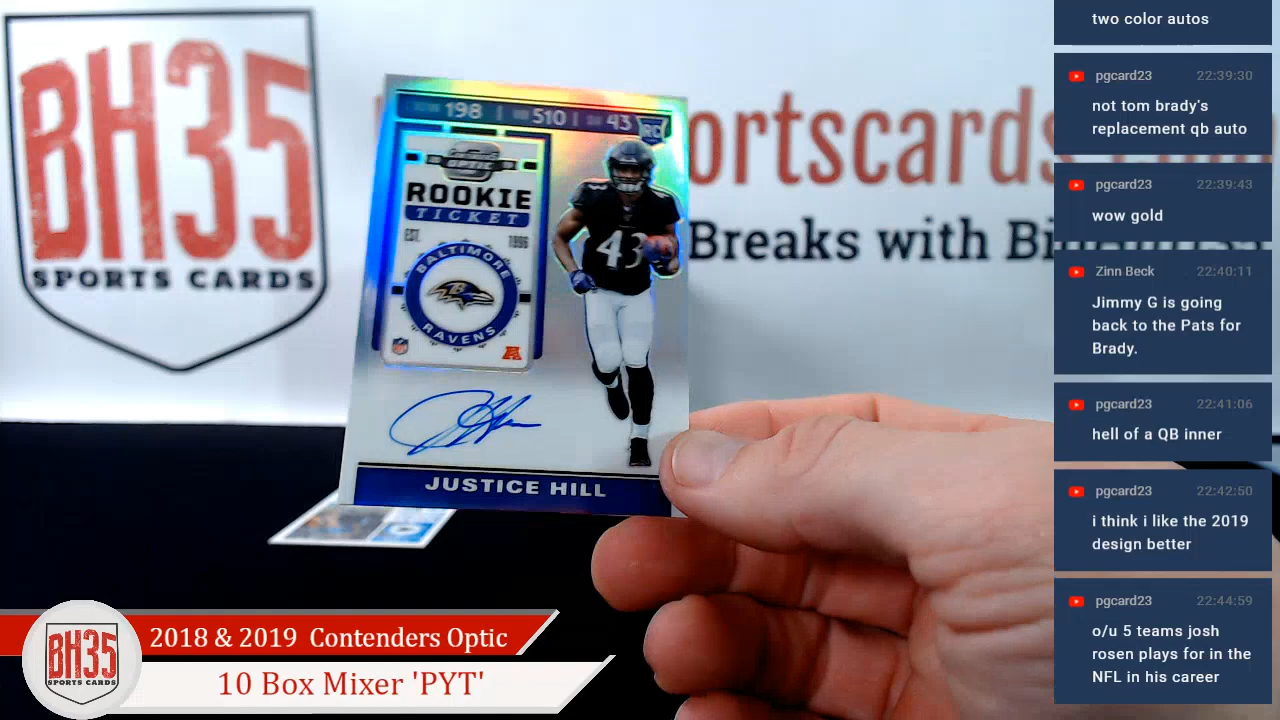 BH35
SPORTS CARDS
ortscards
Breaks with Bi
198 | 510 | 43
RC
OPTIC
ROOKIE
TICKET
EST. 1996
BALTIMORE
RAVENS
43
JUSTICE HILL
two color autos
pgcard23 22:39:30
not tom brady's
replacement qb auto
pgcard23 22:39:43
wow gold
Zinn Beck 22:40:11
Jimmy G is going
back to the Pats for
Brady.
pgcard23 22:41:06
hell of a QB inner
pgcard23 22:42:50
i think i like the 2019
design better
pgcard23 22:44:59
o/u 5 teams josh
rosen plays for in the
NFL in his career
BH35
SPORTS CARDS
2018 & 2019 Contenders Optic
10 Box Mixer 'PYT'